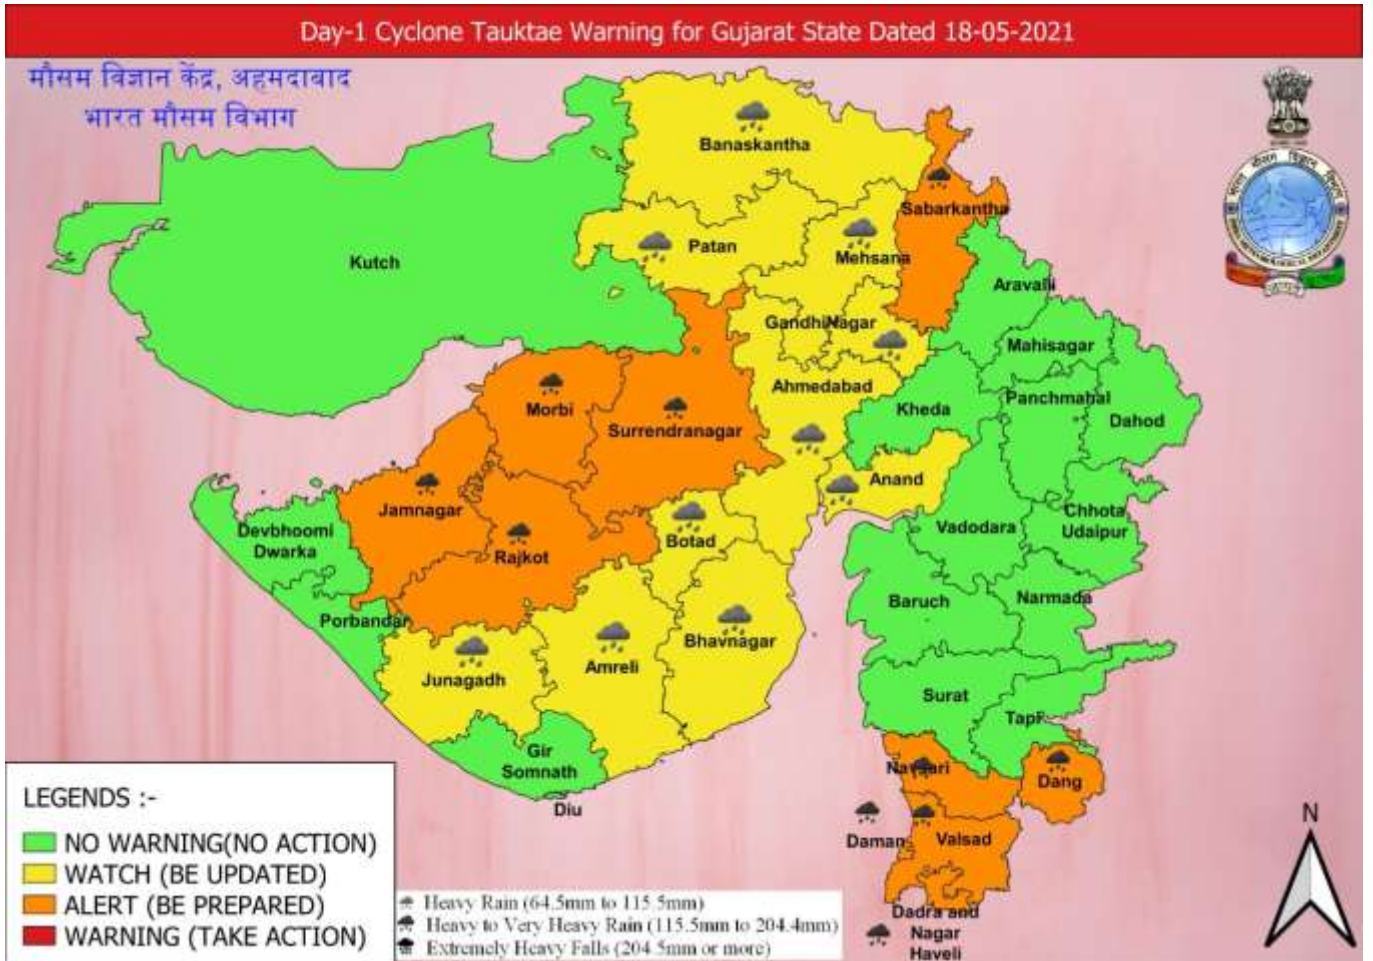 Day-1 Cyclone Tauktae Warning for Gujarat State Dated 18-05-2021
मौसम विज्ञान केंद्र, अहमदाबाद
भारत मौसम विभाग
Banaskantha
Sabarkantha
Patan
Mehsana
Kutch
Aravalli
GandhiNagar
Mahisagar
Ahmedabad
Panchmahal
Morbi
Kheda
Dahod
Surrendranagar
Anand
Jamnagar
Chhota
Udaipur
Vadodara
Devbhoomi
Dwarka
Botad
Rajkot
Baruch
Narmada
Porbandar
Bhavnagar
Amreli
Junagadh
Surat
Tapi
Gir
Somnath
Navsari
Dang
Diu
Daman
Valsad
Dadra and
Nagar
Haveli
N
LEGENDS :-
NO WARNING(NO ACTION)
WATCH (BE UPDATED)
ALERT (BE PREPARED)
WARNING (TAKE ACTION)
Heavy Rain (64.5mm to 115.5mm)
Heavy to Very Heavy Rain (115.5mm to 204.4mm)
Extremely Heavy Falls (204.5mm or more)